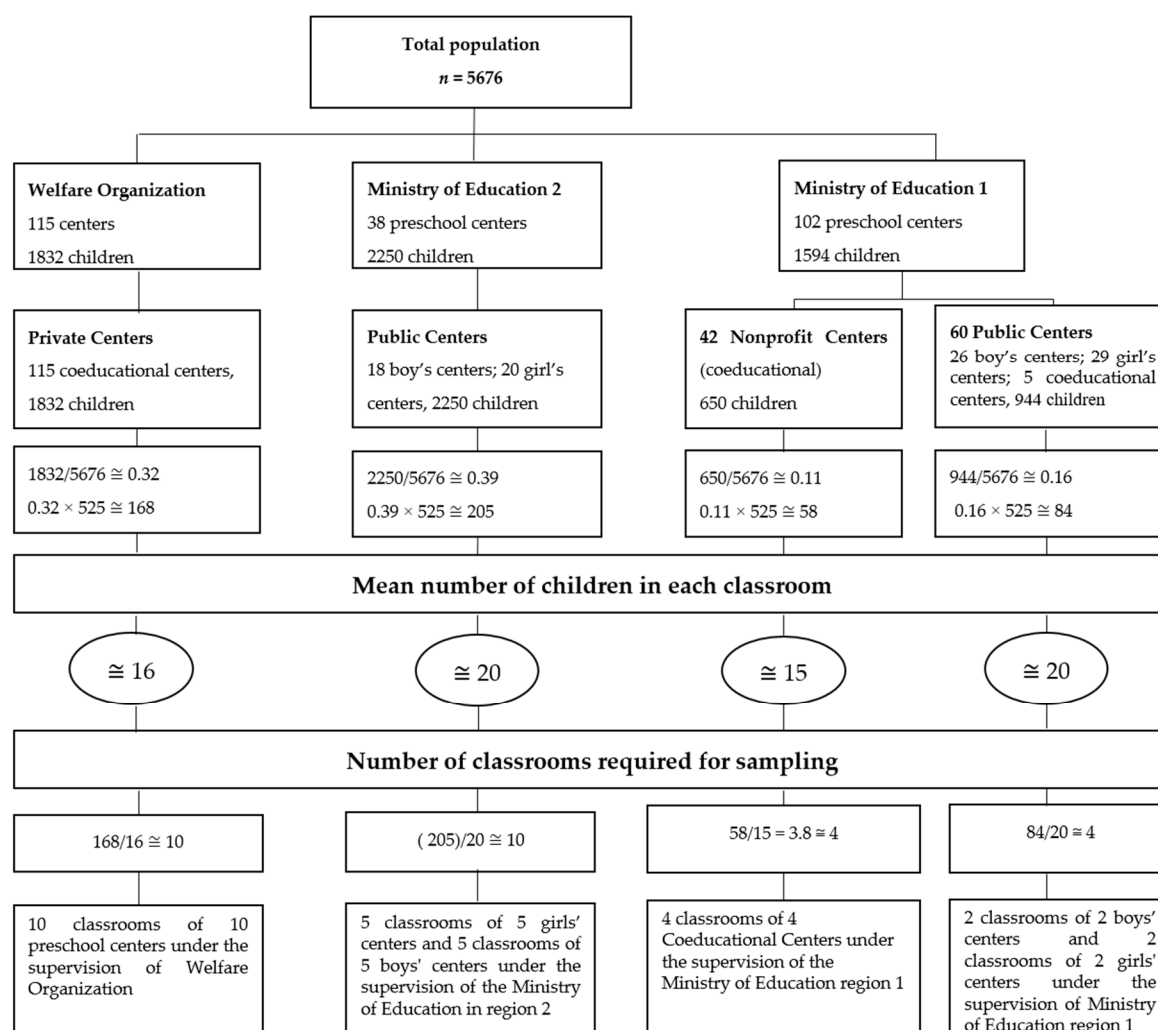 Total population
n = 5676
Welfare Organization
115 centers
1832 children
Ministry of Education 2
38 preschool centers
2250 children
Ministry of Education 1
102 preschool centers
1594 children
Private Centers
115 coeducational centers,
1832 children
Public Centers
18 boy’s centers; 20 girl’s
centers, 2250 children
42 Nonprofit Centers
(coeducational)
650 children
60 Public Centers
26 boy’s centers; 29 girl’s
centers; 5 coeducational
centers, 944 children
1832/5676 ≅ 0.32
0.32 × 525 ≅ 168
2250/5676 ≅ 0.39
0.39 × 525 ≅ 205
650/5676 ≅ 0.11
0.11 × 525 ≅ 58
944/5676 ≅ 0.16
0.16 × 525 ≅ 84
Mean number of children in each classroom
≅ 16
≅ 20
≅ 15
≅ 20
Number of classrooms required for sampling
168/16 ≅ 10
( 205)/20 ≅ 10
58/15 = 3.8 ≅ 4
84/20 ≅ 4
10 classrooms of 10
preschool centers under the
supervision of Welfare
Organization
5 classrooms of 5 girls’
centers and 5 classrooms of
5 boys' centers under the
supervision of the Ministry
of Education in region 2
4 classrooms of 4
Coeducational Centers under
the supervision of the
Ministry of Education region 1
2 classrooms of 2 boys’
centers and 2
classrooms of 2 girls'
centers under the
supervision of Ministry
of Education region 1